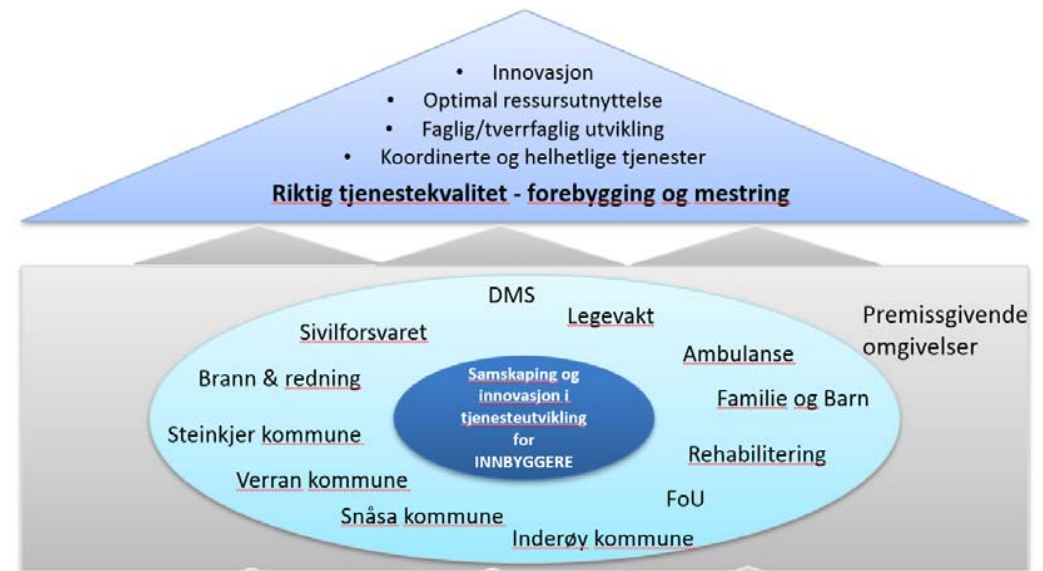 • Innovasjon
• Optimal ressursutnyttelse
• Faglig/tverrfaglig utvikling
• Koordinerte og helhetlige tjenester
Riktig tjenestekvalitet - forebygging og mestring
DMS
Legevakt
Sivilforsvaret
Premissgivende
omgivelser
Ambulanse
Brann & redning
Samskaping og
innovasjon i
tjenesteutvikling
for
INNBYGGERE
Familie og Barn
Steinkjer kommune
Rehabilitering
Verran kommune
FoU
Snåsa kommune
Inderøy kommune